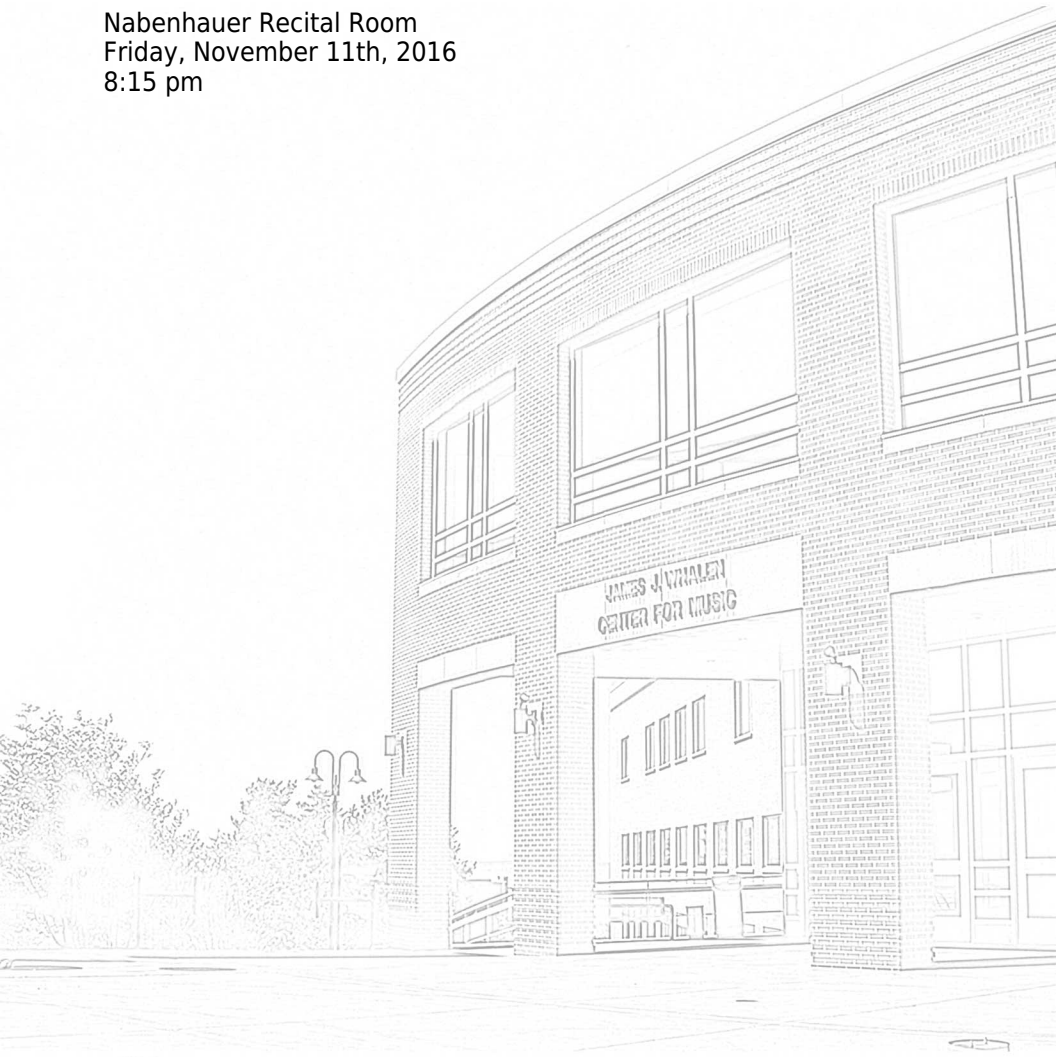 Nabenhauer Recital Room
Friday, November 11th, 2016
8:15 pm
JAMES J. WHALEN
CENTER FOR MUSIC